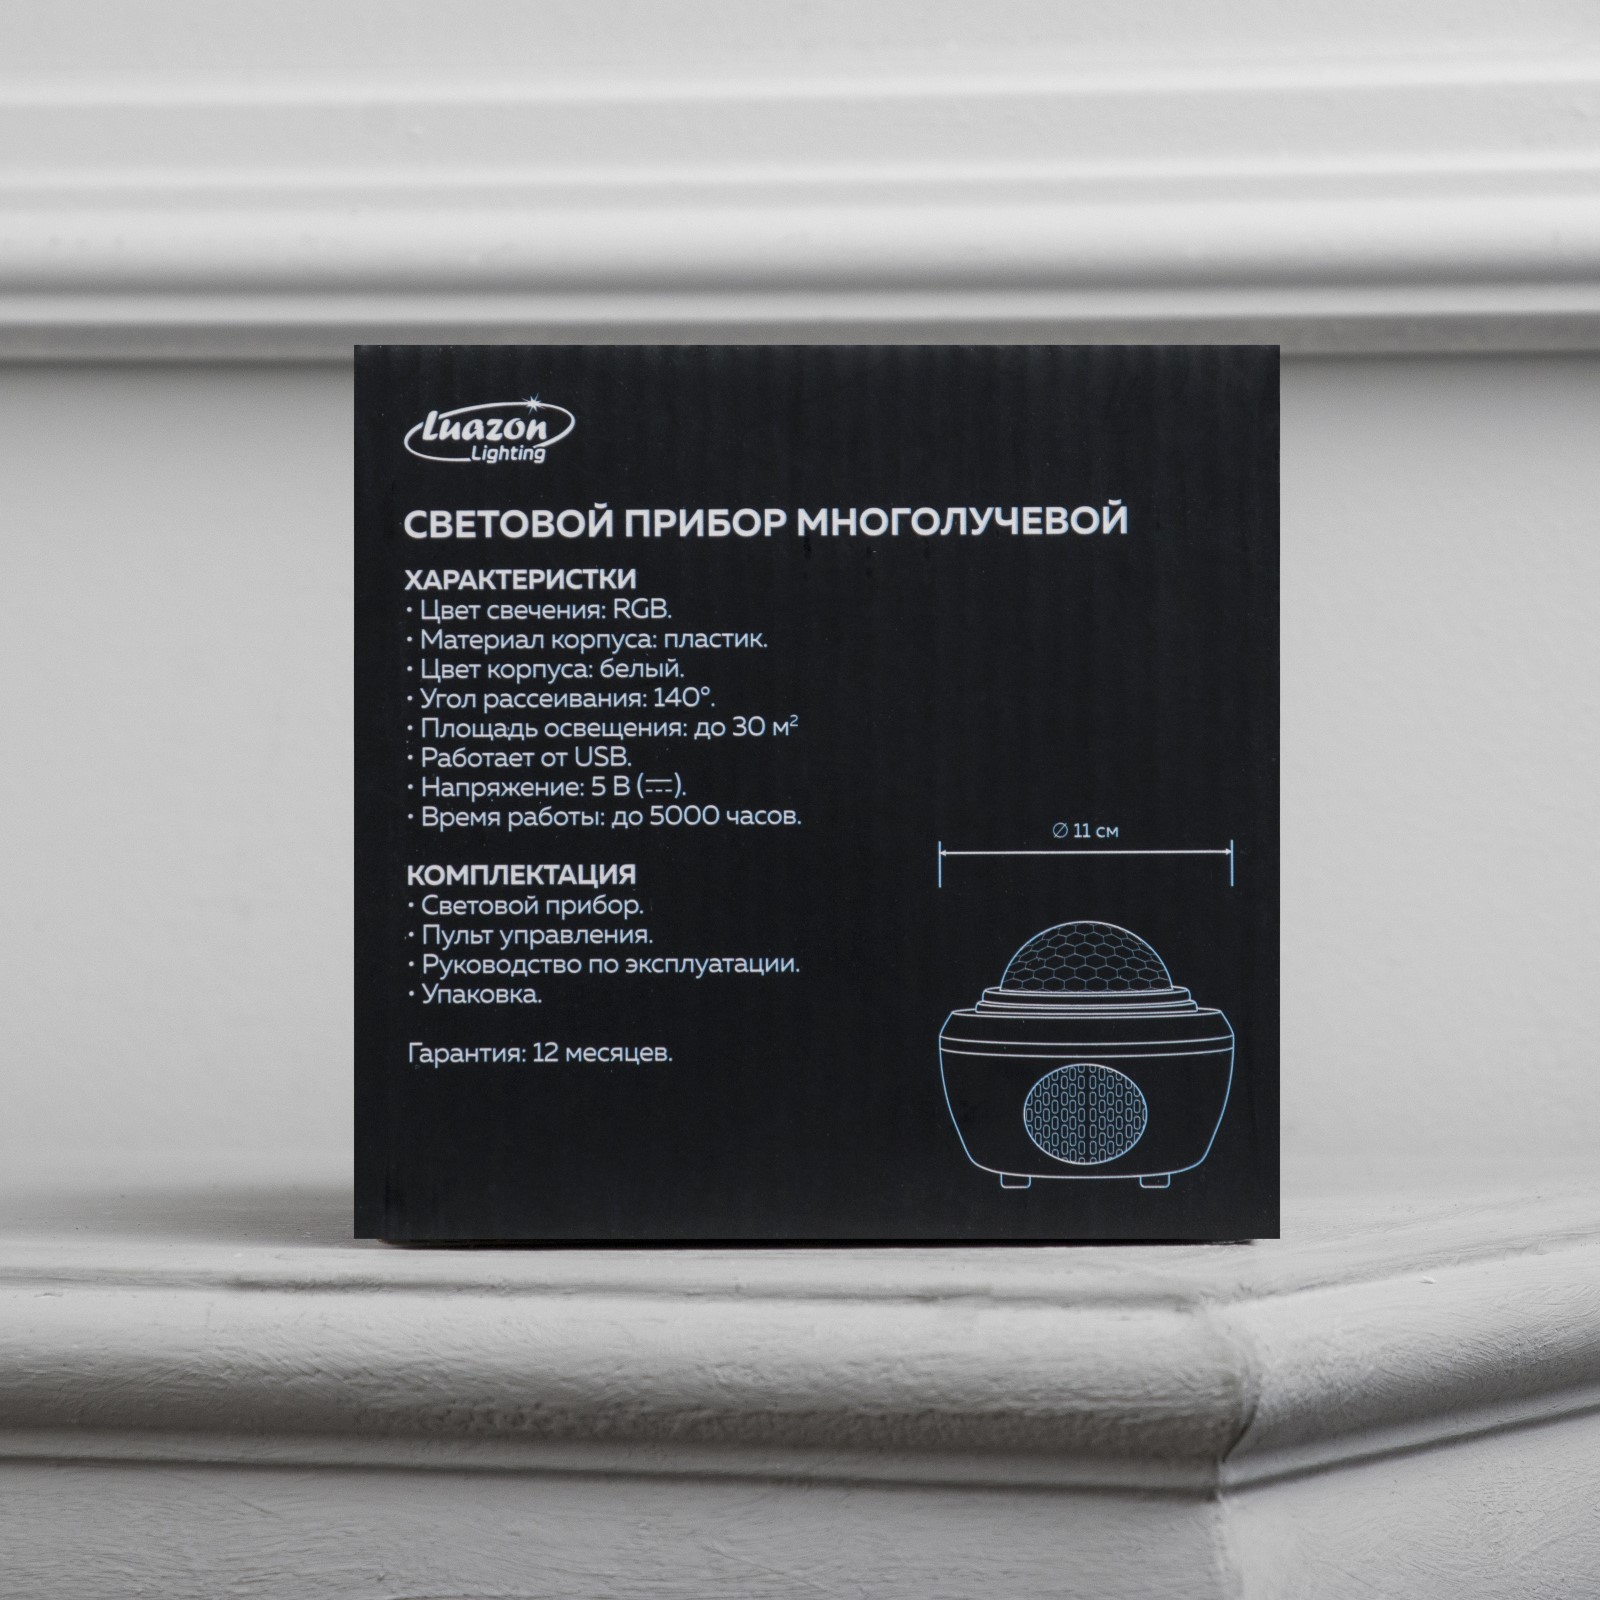 Luazon
Lighting
СВЕТОВОЙ ПРИБОР МНОГОЛУЧЕВОЙ
ХАРАКТЕРИСТКИ
• Цвет свечения: RGB.
• Материал корпуса: пластик.
• Цвет корпуса: белый.
• Угол рассеивания: 140°.
• Площадь освещения: до 30 м²
• Работает от USB.
• Напряжение: 5 В (⎓).
• Время работы: до 5000 часов.
КОМПЛЕКТАЦИЯ
• Световой прибор.
• Пульт управления.
• Руководство по эксплуатации.
• Упаковка.
Гарантия: 12 месяцев.
∅ 11 см